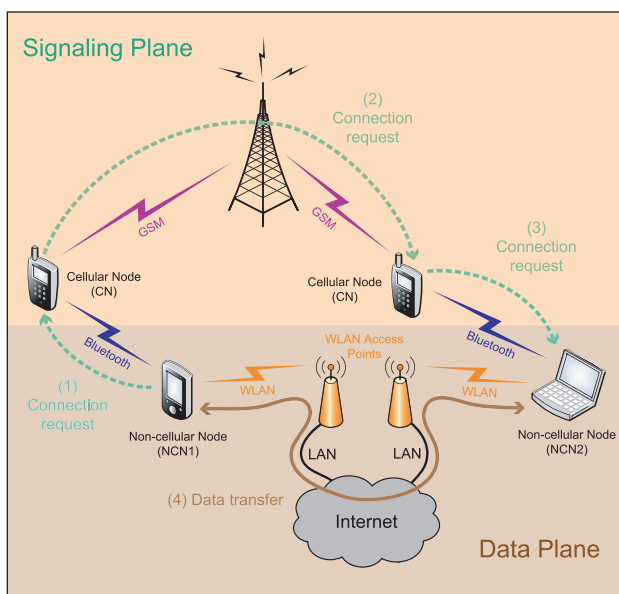 Signaling Plane
(2)
Connection
request
GSM
GSM
(3)
Connection
request
Cellular Node
(CN)
Cellular Node
(CN)
Bluetooth
Bluetooth
WLAN Access
Points
(1)
Connection
request
WLAN
WLAN
Non-cellular Node
(NCN1)
Non-cellular Node
(NCN2)
LAN
LAN
(4) Data transfer
Internet
Data Plane